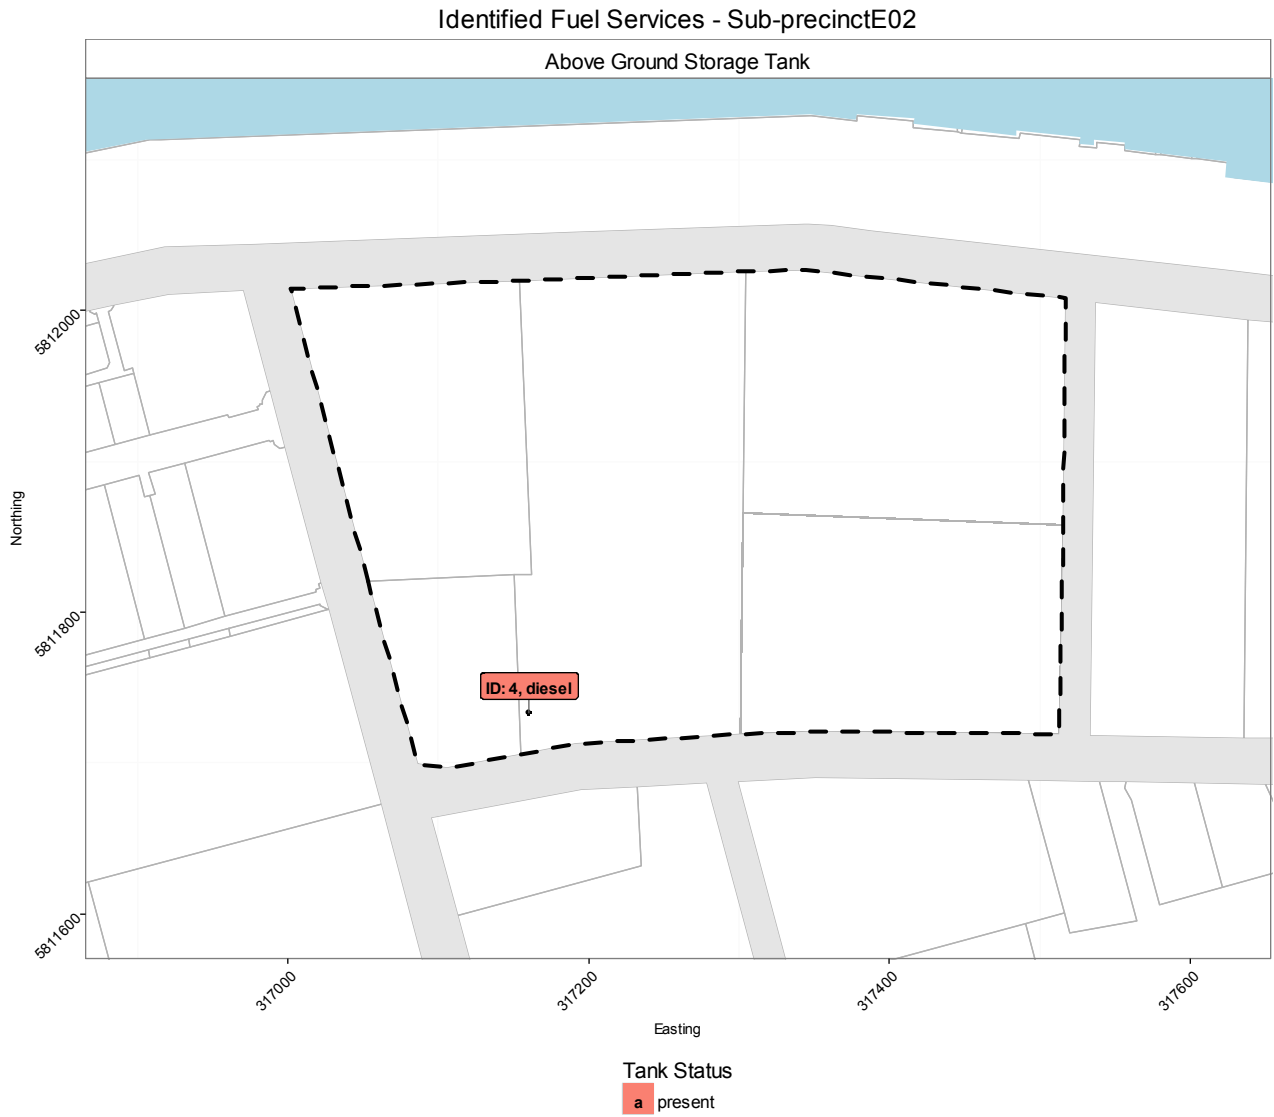 Identified Fuel Services - Sub-precinctE02
Above Ground Storage Tank
5812000
5811800
5811600
Northing
ID: 4, diesel
317000
317200
317400
317600
Easting
Tank Status
a present